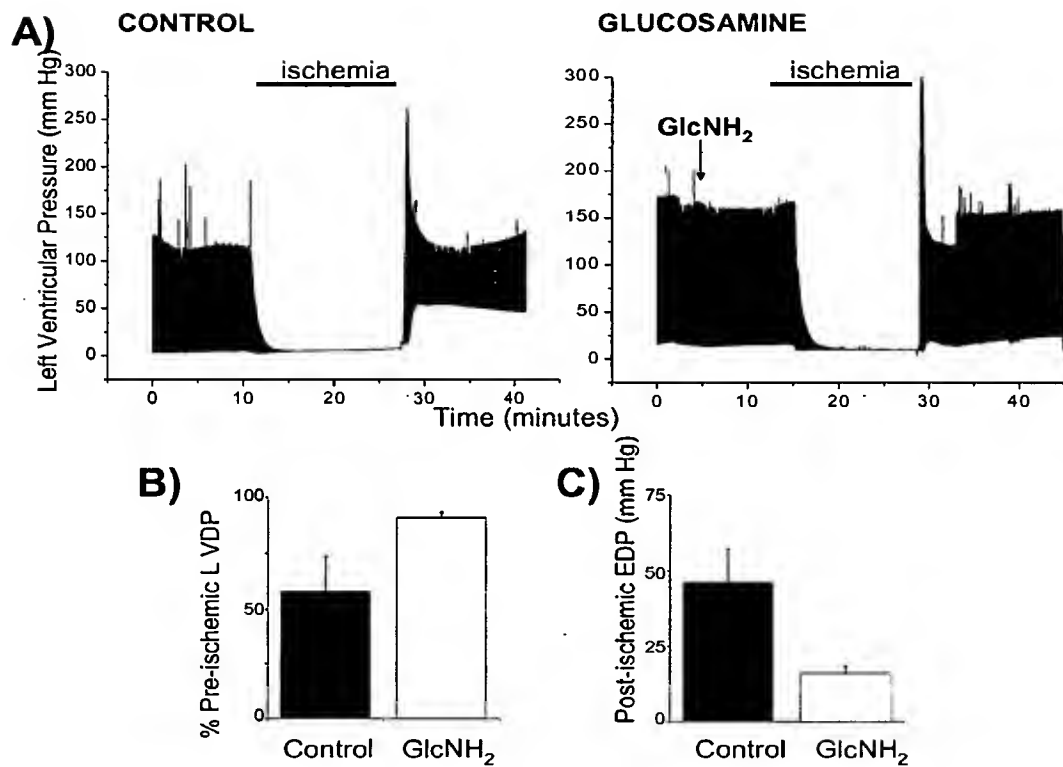 A)
CONTROL
GLUCOSAMINE
Left Ventricular Pressure (mm Hg)
300
250
200
150
100
50
0
ischemia
0
10
20
30
40
300
250
200
150
100
50
0
ischemia
GlcNH₂
0
10
20
30
40
Time (minutes)
B)
% Pre-ischemic L VDP
100
50
0
Control
GlcNH₂
C)
Post-ischemic EDP (mm Hg)
75
50
25
0
Control
GlcNH₂